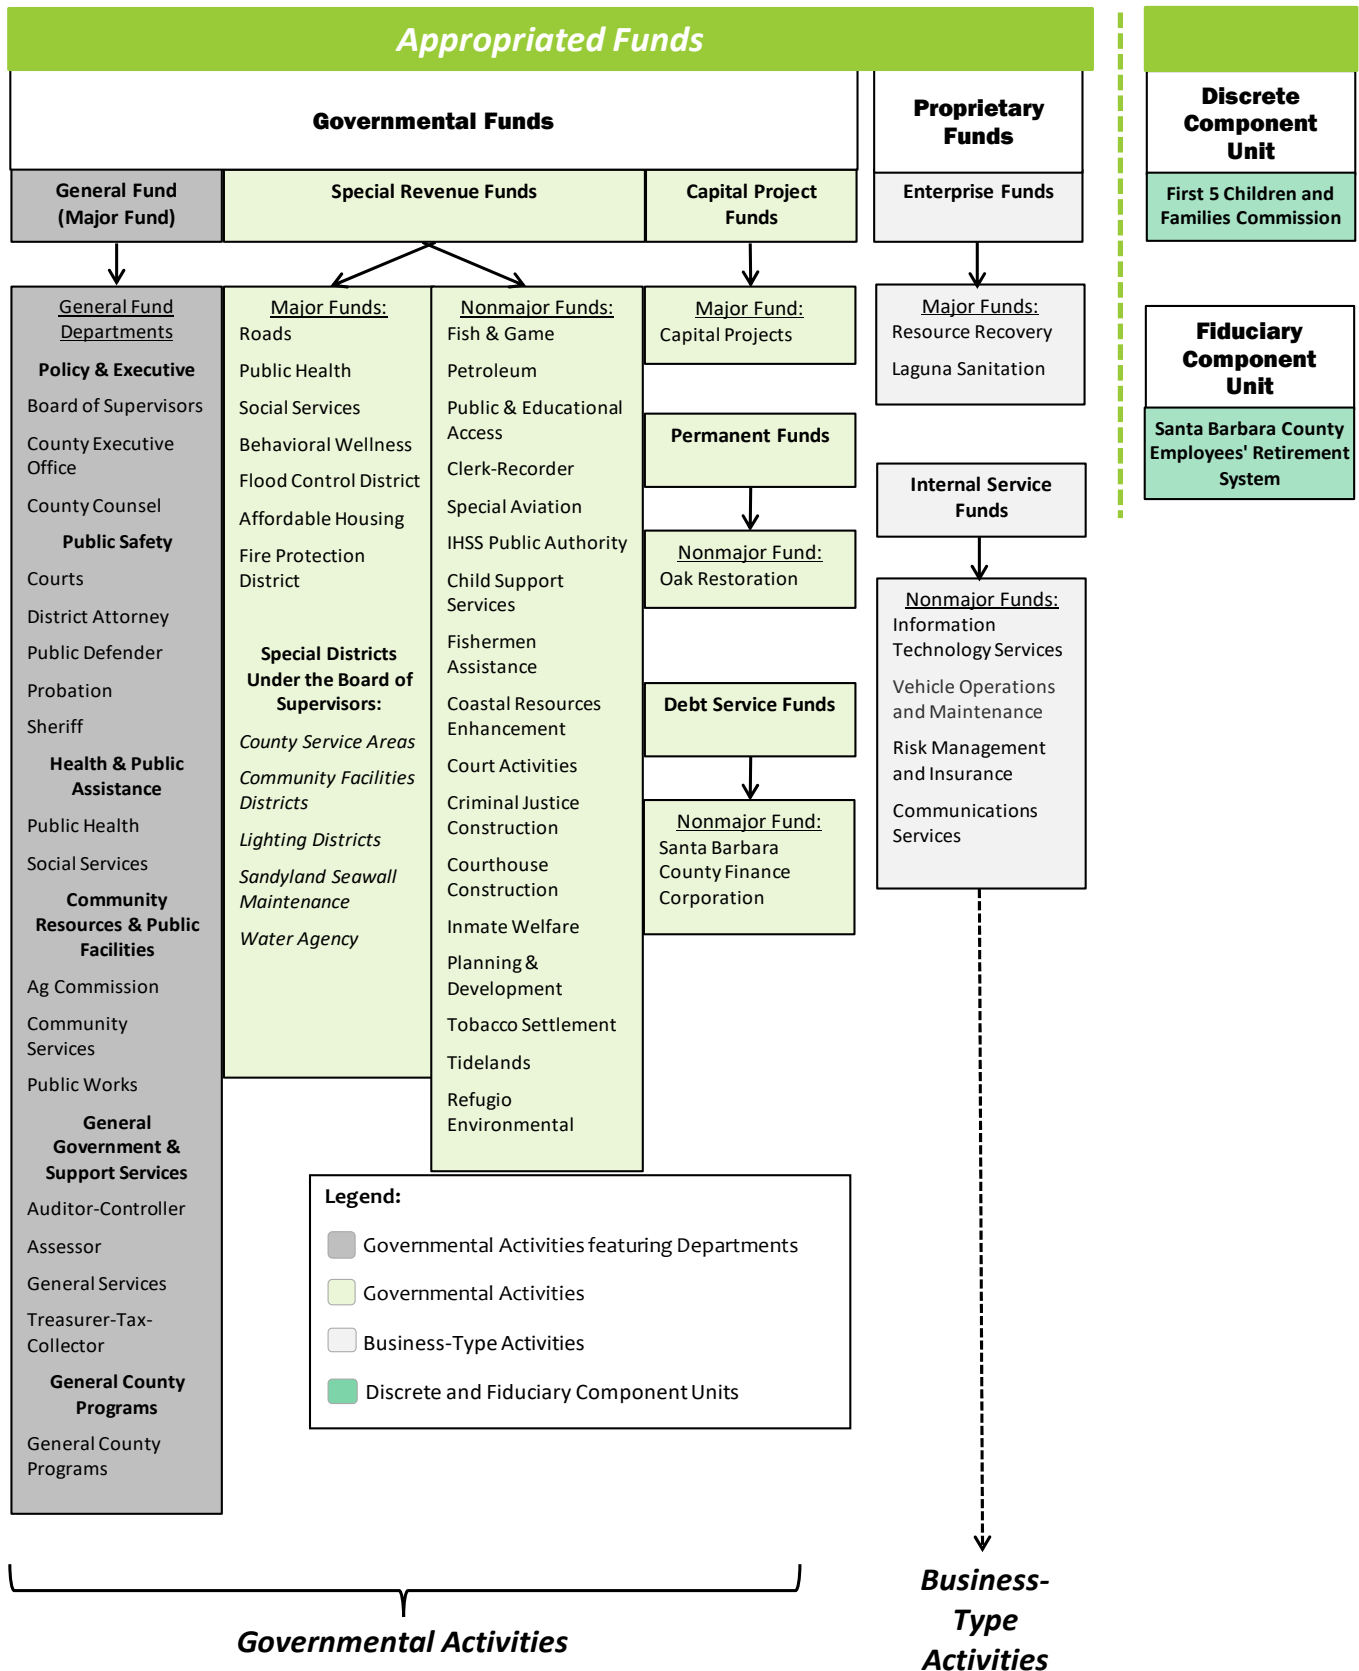 Appropriated Funds
Governmental Funds
Proprietary
Funds
Discrete
Component
Unit
General Fund
(Major Fund)
Special Revenue Funds
Capital Project
Funds
Enterprise Funds
First 5 Children and
Families Commission
General Fund
Departments
Policy & Executive
Board of Supervisors
County Executive
Office
County Counsel
Public Safety
Courts
District Attorney
Public Defender
Probation
Sheriff
Health & Public
Assistance
Public Health
Social Services
Community
Resources & Public
Facilities
Ag Commission
Community
Services
Public Works
General
Government &
Support Services
Auditor-Controller
Assessor
General Services
Treasurer-Tax-
Collector
General County
Programs
General County
Programs
Major Funds:
Roads
Public Health
Social Services
Behavioral Wellness
Flood Control District
Affordable Housing
Fire Protection
District
Special Districts
Under the Board of
Supervisors:
County Service Areas
Community Facilities
Districts
Lighting Districts
Sandyland Seawall
Maintenance
Water Agency
Nonmajor Funds:
Fish & Game
Petroleum
Public & Educational
Access
Clerk-Recorder
Special Aviation
IHSS Public Authority
Child Support
Services
Fishermen
Assistance
Coastal Resources
Enhancement
Court Activities
Criminal Justice
Construction
Courthouse
Construction
Inmate Welfare
Planning &
Development
Tobacco Settlement
Tidelands
Refugio
Environmental
Major Fund:
Capital Projects
Permanent Funds
Nonmajor Fund:
Oak Restoration
Debt Service Funds
Nonmajor Fund:
Santa Barbara
County Finance
Corporation
Major Funds:
Resource Recovery
Laguna Sanitation
Internal Service
Funds
Nonmajor Funds:
Information
Technology Services
Vehicle Operations
and Maintenance
Risk Management
and Insurance
Communications
Services
Fiduciary
Component
Unit
Santa Barbara County
Employees' Retirement
System
Legend:
Governmental Activities featuring Departments
Governmental Activities
Business-Type Activities
Discrete and Fiduciary Component Units
Governmental Activities
Business-
Type
Activities